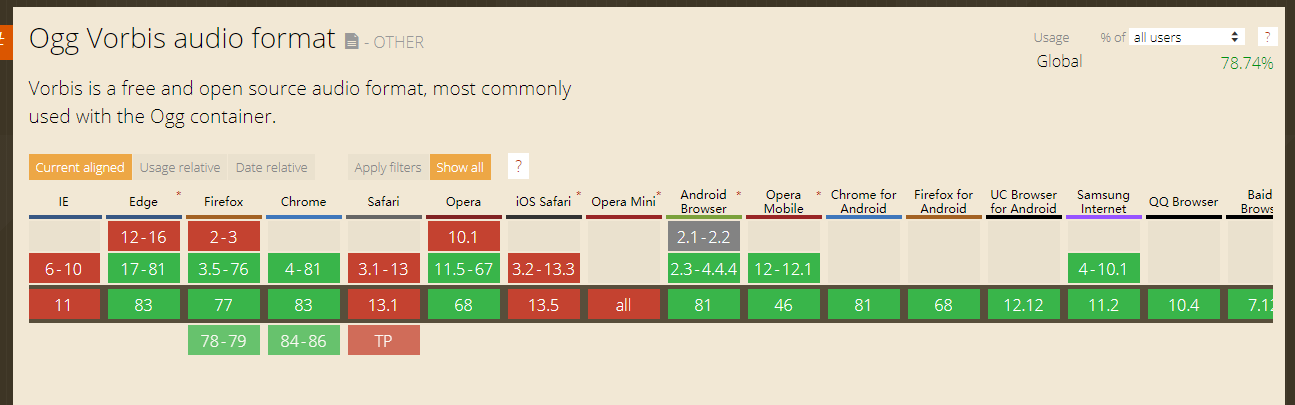 Ogg Vorbis audio format - OTHER
Usage % of all users ?
Global 78.74%
Vorbis is a free and open source audio format, most commonly
used with the Ogg container.
Current aligned Usage relative Date relative Apply filters Show all ?
IE Edge * Firefox Chrome Safari Opera iOS Safari * Opera Mini * Android Browser * Opera Mobile * Chrome for Android Firefox for Android UC Browser for Android Samsung Internet QQ Browser Baid Brows
12-16 2-3 10.1 2.1-2.2
6-10 17-81 3.5-76 4-81 3.1-13 11.5-67 3.2-13.3 2.3-4.4.4 12-12.1 4-10.1
11 83 77 83 13.1 68 13.5 all 81 46 81 68 12.12 11.2 10.4 7.12
78-79 84-86 TP